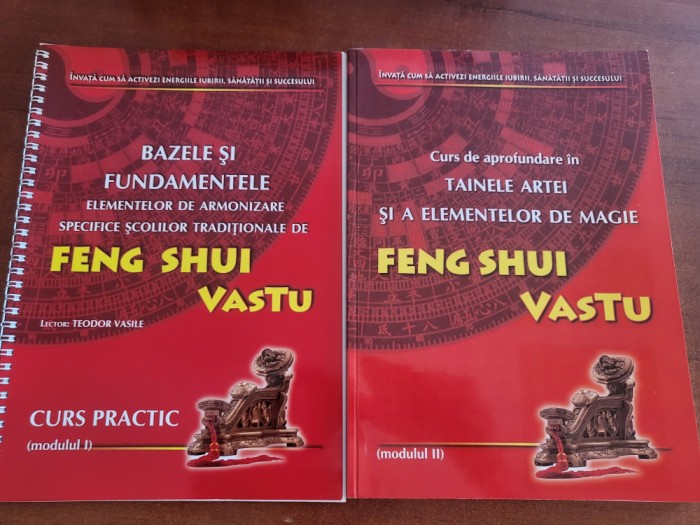 ÎNVAȚĂ CUM SĂ ACTIVEZI ENERGIILE IUBIRII, SĂNĂTĂȚII ȘI SUCCESULUI
BAZELE ȘI
FUNDAMENTELE
ELEMENTELOR DE ARMONIZARE
SPECIFICE ȘCOLILOR TRADIȚIONALE DE
FENG SHUI
VASTU
LECTOR: TEODOR VASILE
CURS PRACTIC
(modulul I)
ÎNVAȚĂ CUM SĂ ACTIVEZI ENERGIILE IUBIRII, SĂNĂTĂȚII ȘI SUCCESULUI
Curs de aprofundare în
TAINELE ARTEI
ȘI A ELEMENTELOR DE MAGIE
FENG SHUI
VASTU
(modulul II)